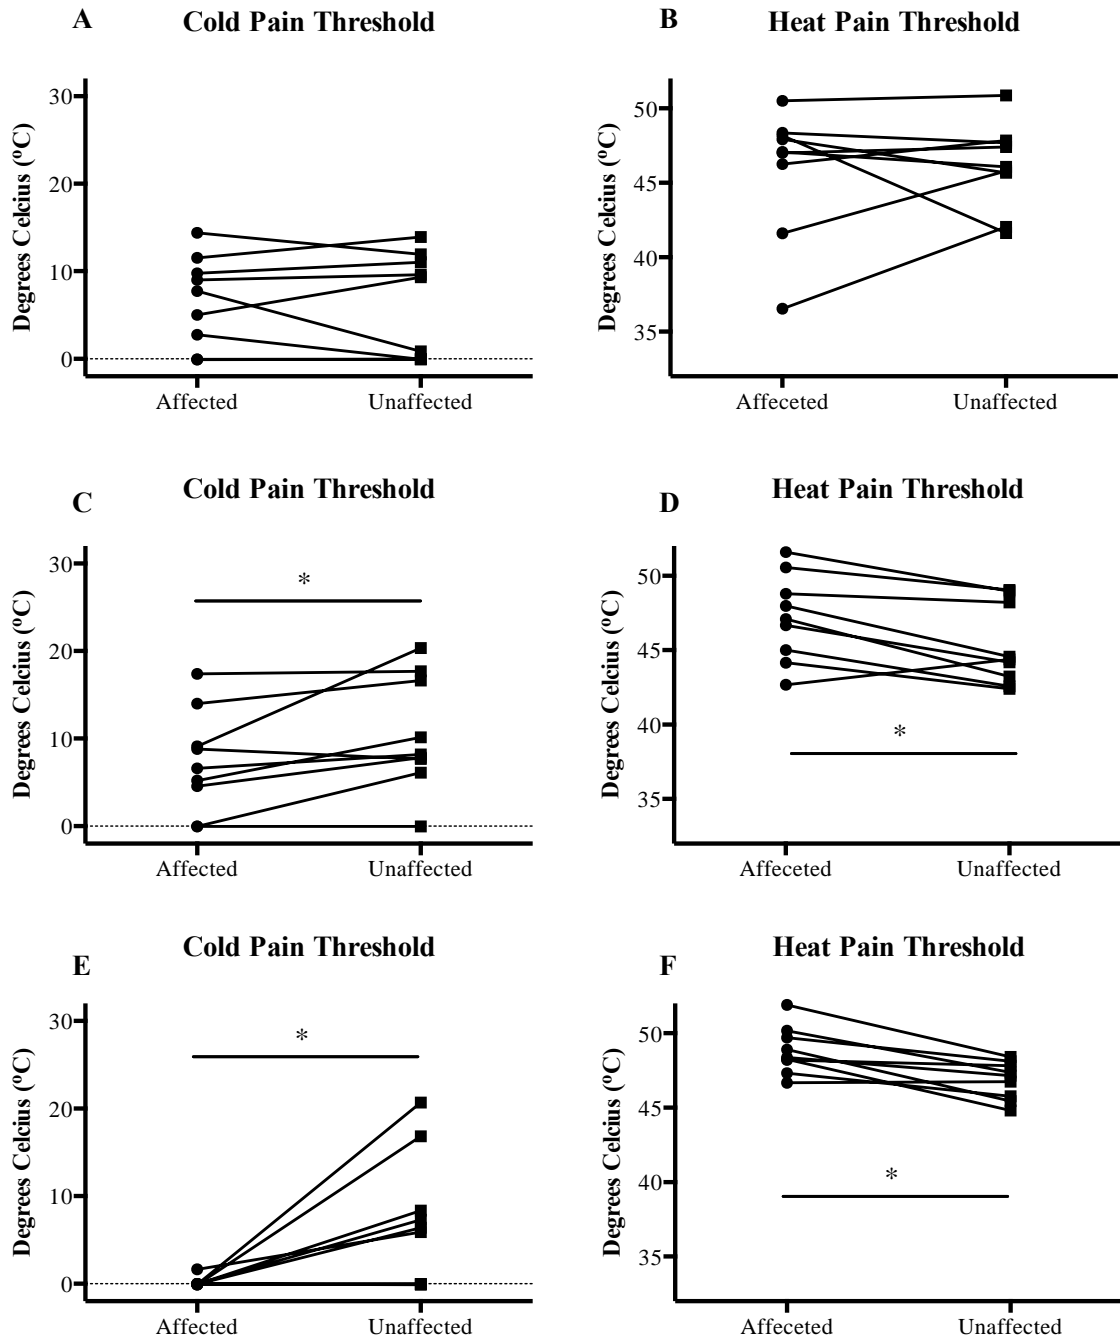 A
Cold Pain Threshold
Degrees Celcius (ºC)
30
20
10
0
Affected
Unaffected
B
Heat Pain Threshold
Degrees Celcius (ºC)
50
45
40
35
Affeceted
Unaffected
C
Cold Pain Threshold
Degrees Celcius (ºC)
30
20
10
0
*
Affected
Unaffected
D
Heat Pain Threshold
Degrees Celcius (ºC)
50
45
40
35
*
Affeceted
Unaffected
E
Cold Pain Threshold
Degrees Celcius (ºC)
30
20
10
0
*
Affected
Unaffected
F
Heat Pain Threshold
Degrees Celcius (ºC)
50
45
40
35
*
Affeceted
Unaffected